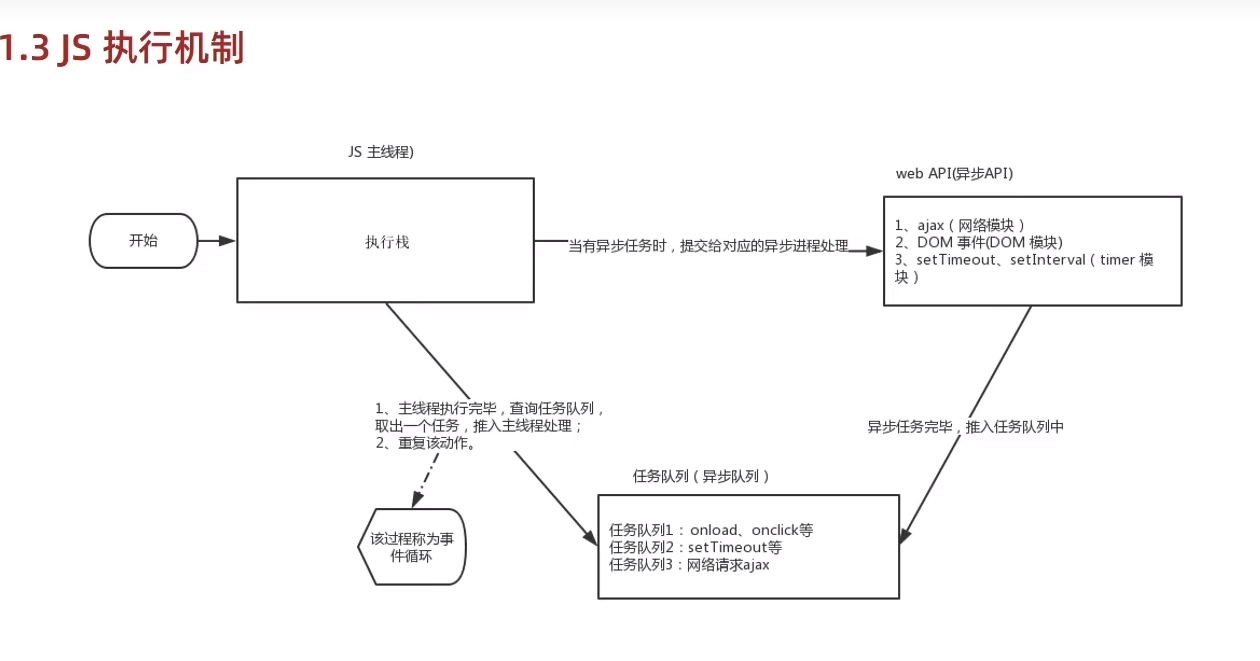 1.3 JS 执行机制
JS 主线程)
web API(异步API)
开始
执行栈
当有异步任务时，提交给对应的异步进程处理
1、ajax（网络模块）
2、DOM 事件(DOM 模块)
3、setTimeout、setInterval（timer 模
块）
1、主线程执行完毕，查询任务队列，
取出一个任务，推入主线程处理；
2、重复该动作。
异步任务完毕，推入任务队列中
任务队列（异步队列）
任务队列1：onload、onclick等
任务队列2：setTimeout等
任务队列3：网络请求ajax
该过程称为事
件循环